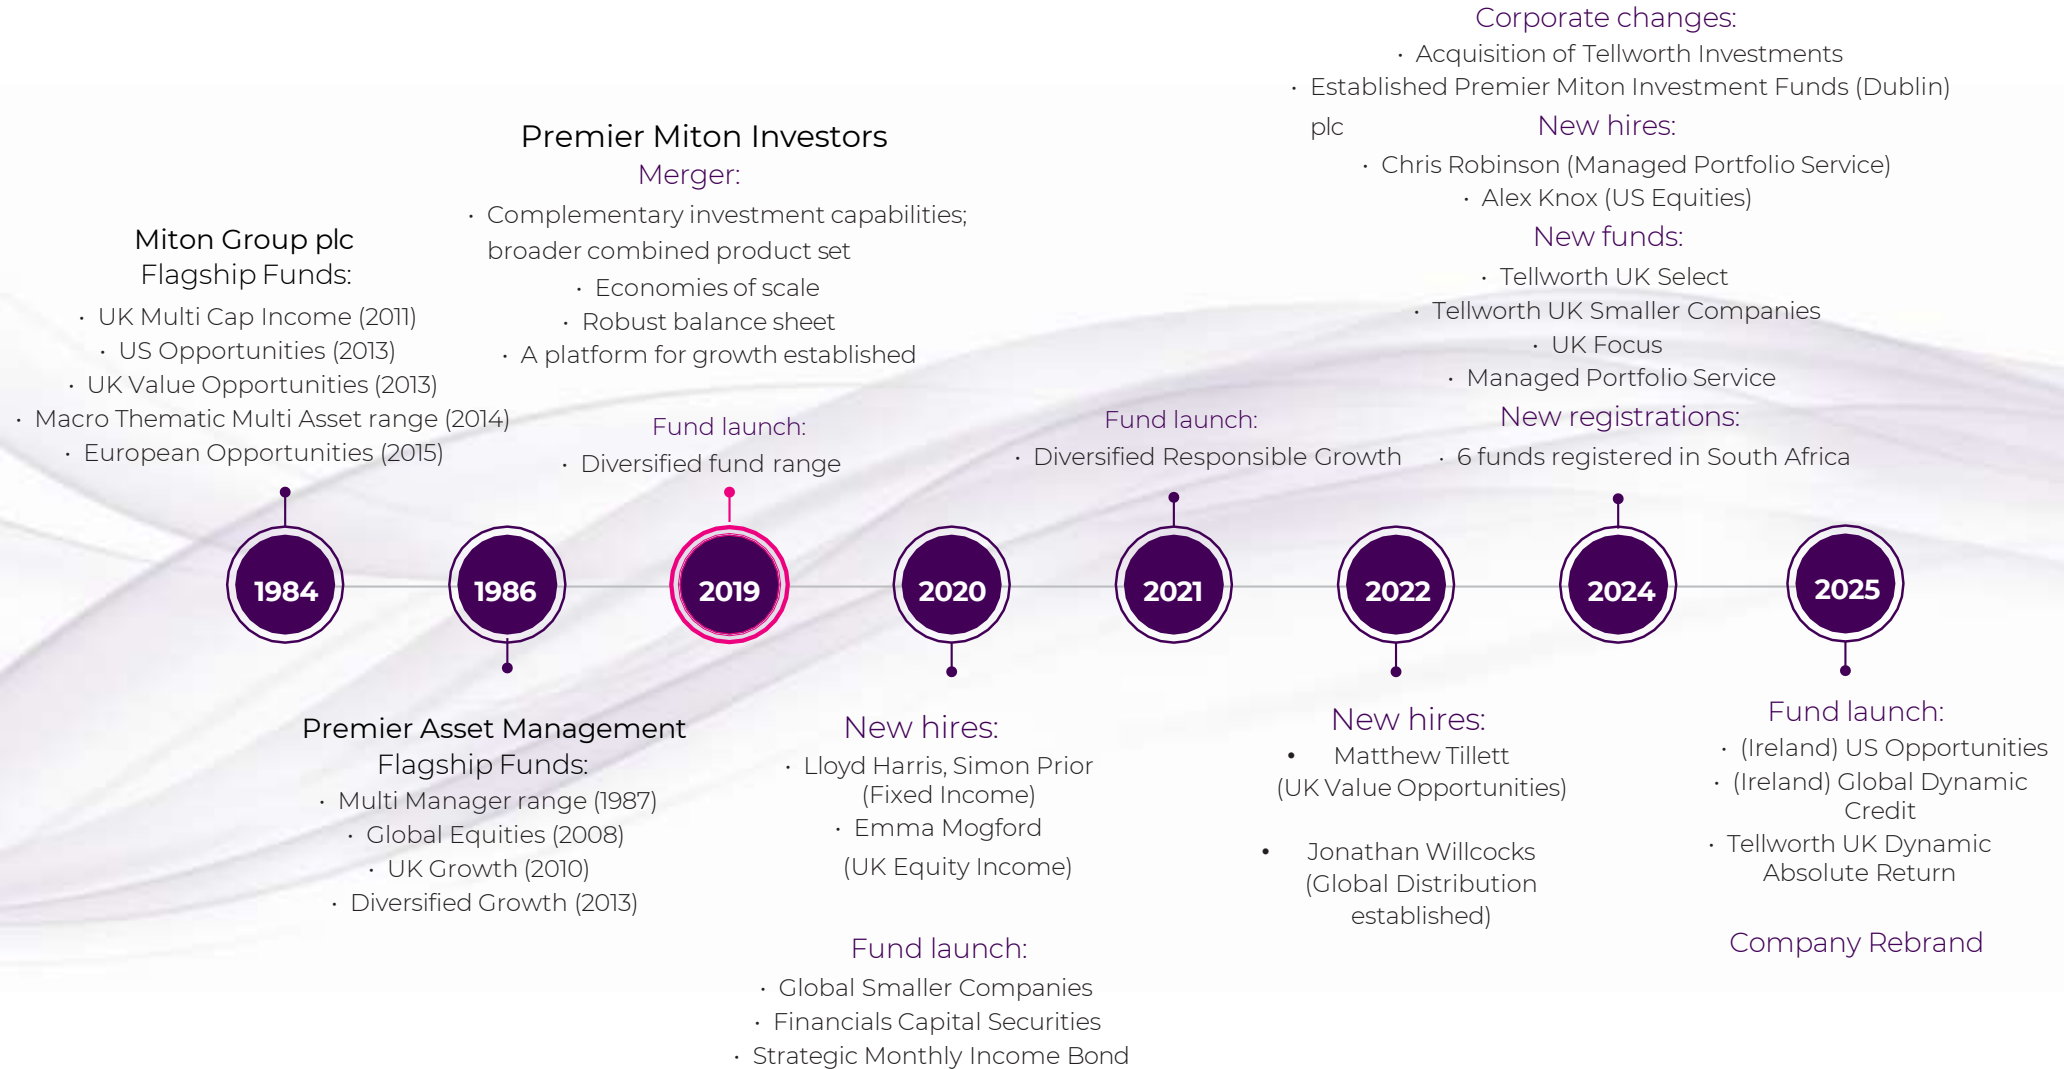 Miton Group plc
Flagship Funds:
· UK Multi Cap Income (2011)
· US Opportunities (2013)
· UK Value Opportunities (2013)
· Macro Thematic Multi Asset range (2014)
· European Opportunities (2015)
Premier Miton Investors
Merger:
· Complementary investment capabilities;
broader combined product set
· Economies of scale
· Robust balance sheet
· A platform for growth established
Fund launch:
· Diversified fund range
Fund launch:
· Diversified Responsible Growth
Corporate changes:
· Acquisition of Tellworth Investments
· Established Premier Miton Investment Funds (Dublin)
plc
New hires:
· Chris Robinson (Managed Portfolio Service)
· Alex Knox (US Equities)
New funds:
· Tellworth UK Select
· Tellworth UK Smaller Companies
· UK Focus
· Managed Portfolio Service
New registrations:
· 6 funds registered in South Africa
1984
1986
2019
2020
2021
2022
2024
2025
Premier Asset Management
Flagship Funds:
· Multi Manager range (1987)
· Global Equities (2008)
· UK Growth (2010)
· Diversified Growth (2013)
New hires:
· Lloyd Harris, Simon Prior
(Fixed Income)
· Emma Mogford
(UK Equity Income)
Fund launch:
· Global Smaller Companies
· Financials Capital Securities
· Strategic Monthly Income Bond
New hires:
• Matthew Tillett
(UK Value Opportunities)
• Jonathan Willcocks
(Global Distribution
established)
Fund launch:
· (Ireland) US Opportunities
· (Ireland) Global Dynamic
Credit
· Tellworth UK Dynamic
Absolute Return
Company Rebrand